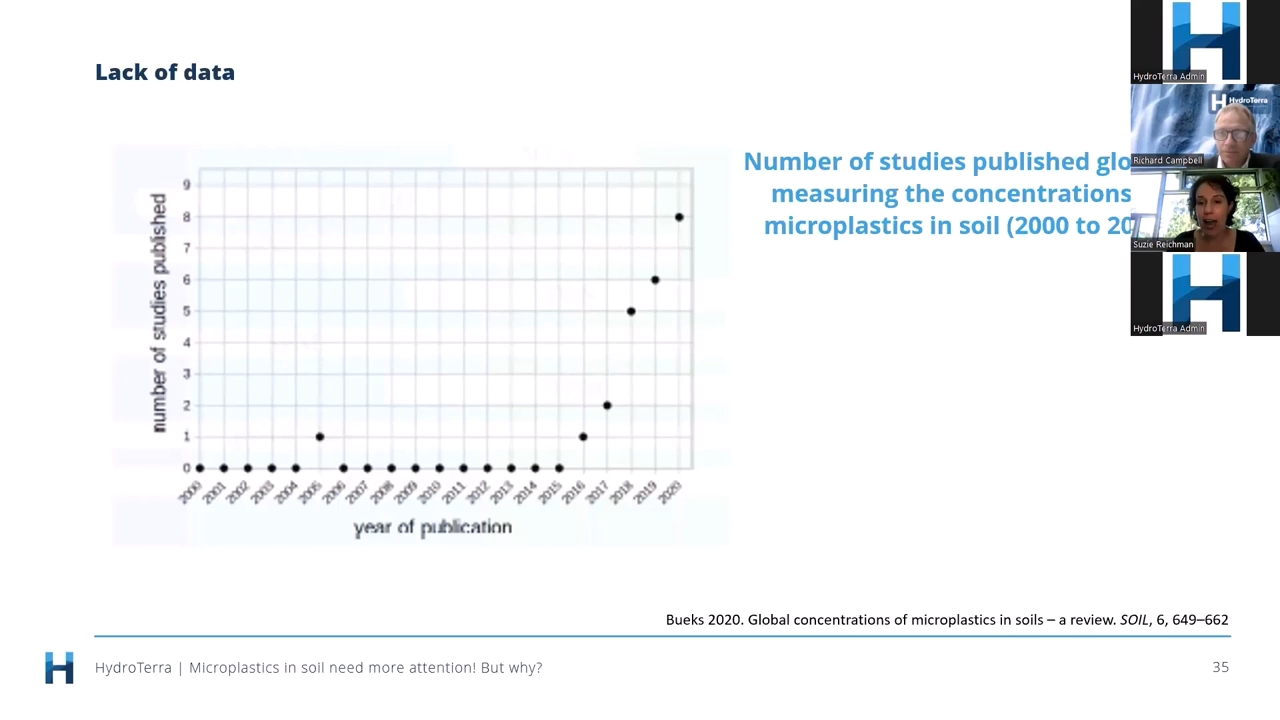 Lack of data
Number of studies published glo
measuring the concentrations
microplastics in soil (2000 to 20
number of studies published
9
8
7
6
5
4
3
2
1
0
2000 2001 2002 2003 2004 2005 2006 2007 2008 2009 2010 2011 2012 2013 2014 2015 2016 2017 2018 2019 2020
year of publication
Bueks 2020. Global concentrations of microplastics in soils – a review. SOIL, 6, 649–662
HydroTerra | Microplastics in soil need more attention! But why?
35
HydroTerra Admin
HydroTerra
Richard Campbell
Suzie Reichman
HydroTerra Admin